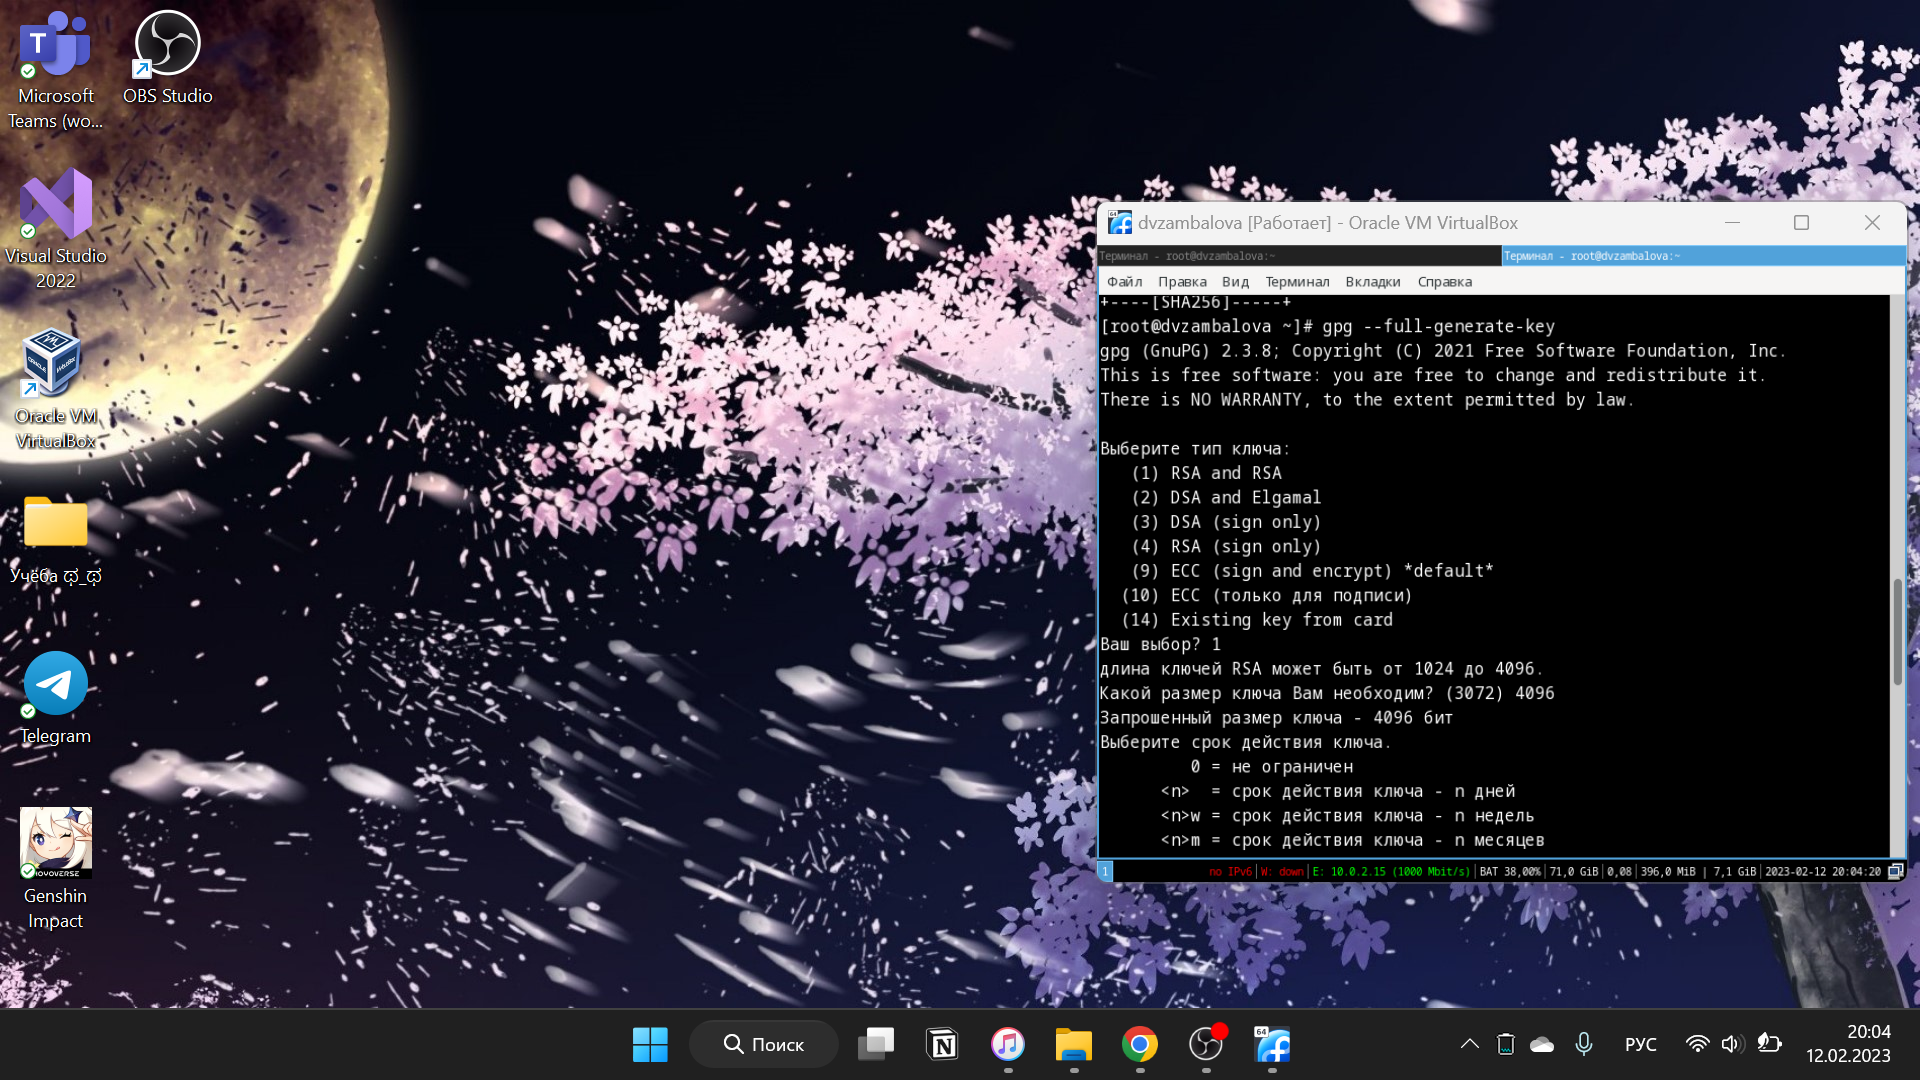 Microsoft
Teams (wo...
OBS Studio
Visual Studio
2022
Oracle VM
VirtualBox
Учёба ಠ_ಠ
Telegram
HOYOVERSE
Genshin
Impact
dvzambalova [Работает] - Oracle VM VirtualBox
Терминал - root@dvzambalova:~
Терминал - root@dvzambalova:~
Файл Правка Вид Терминал Вкладки Справка
+----[SHA256]-----+
[root@dvzambalova ~]# gpg --full-generate-key
gpg (GnuPG) 2.3.8; Copyright (C) 2021 Free Software Foundation, Inc.
This is free software: you are free to change and redistribute it.
There is NO WARRANTY, to the extent permitted by law.
Выберите тип ключа:
(1) RSA and RSA
(2) DSA and Elgamal
(3) DSA (sign only)
(4) RSA (sign only)
(9) ECC (sign and encrypt) *default*
(10) ECC (только для подписи)
(14) Existing key from card
Ваш выбор? 1
длина ключей RSA может быть от 1024 до 4096.
Какой размер ключа Вам необходим? (3072) 4096
Запрошенный размер ключа - 4096 бит
Выберите срок действия ключа.
0 = не ограничен
<n> = срок действия ключа - n дней
<n>w = срок действия ключа - n недель
<n>m = срок действия ключа - n месяцев
1 no IPv6 | W: down | E: 10.0.2.15 (1000 Mbit/s) | BAT 38,00% | 71,0 GiB | 0,08 | 396,0 MiB | 7,1 GiB | 2023-02-12 20:04:20
Поиск
64
РУС
20:04
12.02.2023